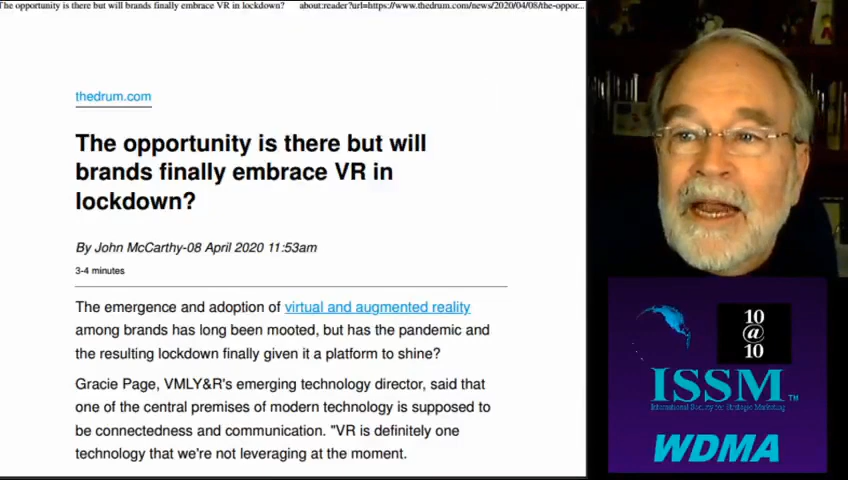 The opportunity is there but will brands finally embrace VR in lockdown? about:reader?url=https://www.thedrum.com/news/2020/04/08/the-oppor...
thedrum.com
The opportunity is there but will
brands finally embrace VR in
lockdown?
By John McCarthy-08 April 2020 11:53am
3-4 minutes
The emergence and adoption of virtual and augmented reality
among brands has long been mooted, but has the pandemic and
the resulting lockdown finally given it a platform to shine?
Gracie Page, VMLY&R's emerging technology director, said that
one of the central premises of modern technology is supposed to
be connectedness and communication. "VR is definitely one
technology that we're not leveraging at the moment.
10
@
10
ISSM TM
International Society for Strategic Marketing
WDMA